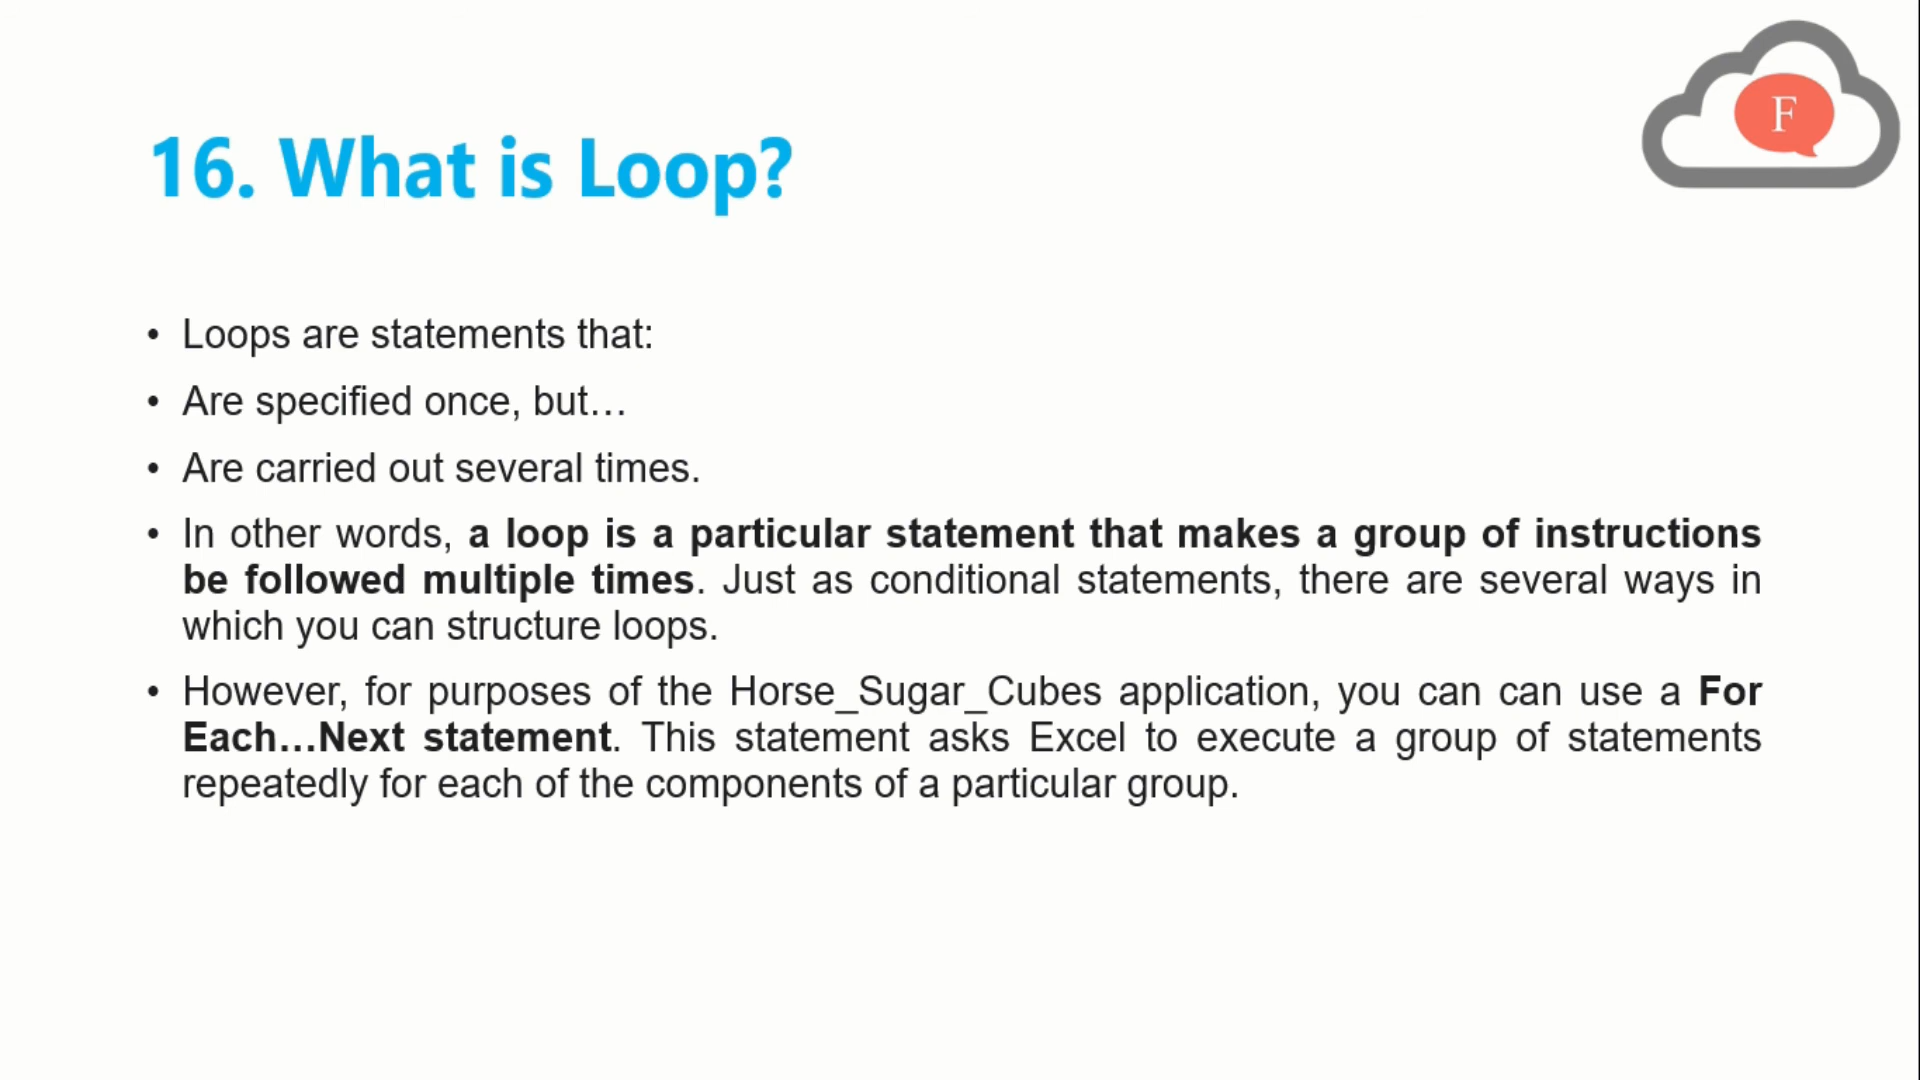 F
16. What is Loop?
• Loops are statements that:
• Are specified once, but…
• Are carried out several times.
• In other words, a loop is a particular statement that makes a group of instructions
be followed multiple times. Just as conditional statements, there are several ways in
which you can structure loops.
• However, for purposes of the Horse_Sugar_Cubes application, you can can use a For
Each…Next statement. This statement asks Excel to execute a group of statements
repeatedly for each of the components of a particular group.